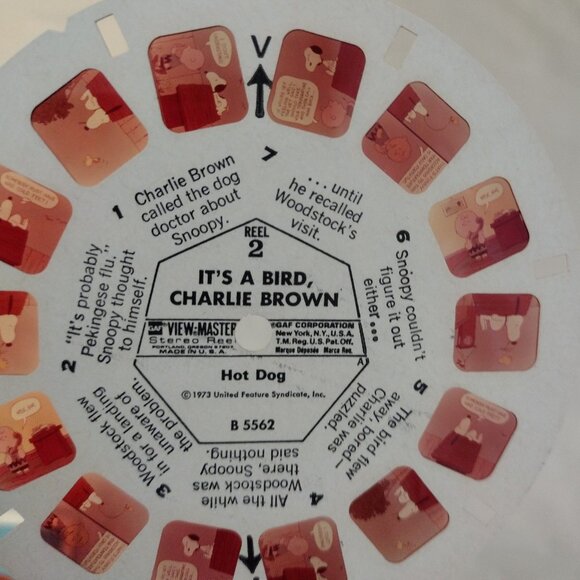 V
REEL
2
IT'S A BIRD,
CHARLIE BROWN
GAF VIEW-MASTER
Stereo Reel
PORTLAND, OREGON 97207
MADE IN U.S.A.
GAF CORPORATION
New York, N.Y., U.S.A.
T.M. Reg. U.S. Pat. Off.
Marque Déposée Marca Reg.
A
Hot Dog
©1973 United Feature Syndicate, Inc.
B 5562
1 Charlie Brown
called the dog
doctor about
Snoopy.
2 "It's probably
Pekingese flu,"
Snoopy thought
to himself.
3 Woodstock flew
in for a landing
unaware of
the problem.
4 All the while
Woodstock was
there, Snoopy
said nothing.
5 The bird flew
away, bored—
Charlie was
puzzled.
6 Snoopy couldn't
figure it out
either...
7 ...until
he recalled
Woodstock's
visit.
V